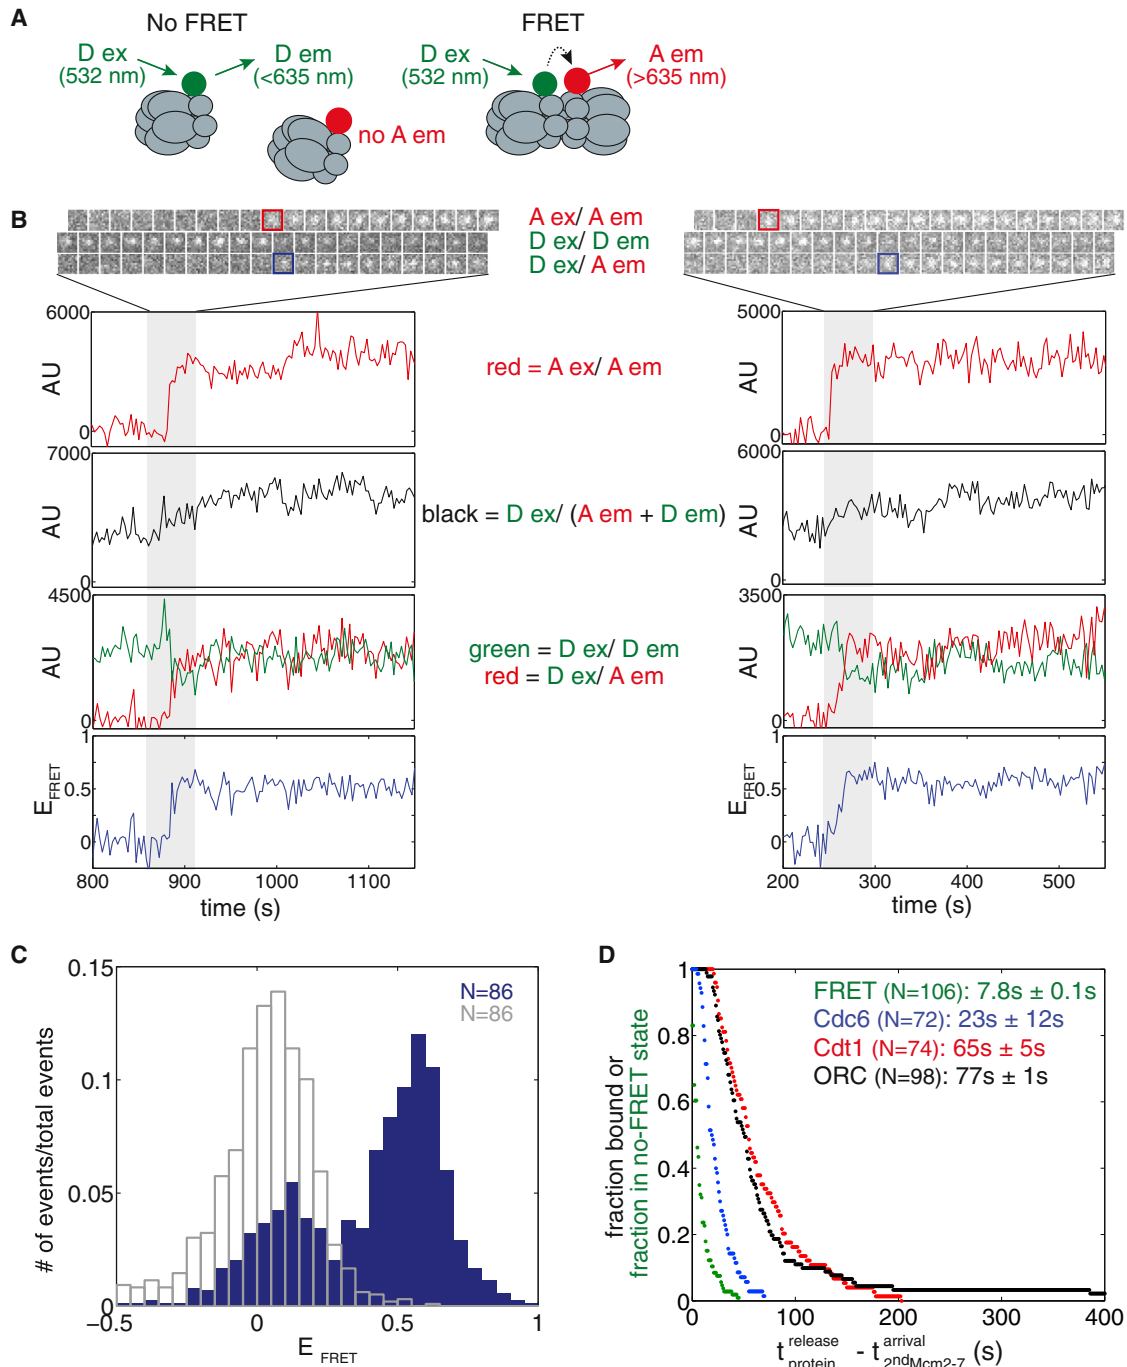 A
No FRET
FRET
D ex
(532 nm)
D em
(<635 nm)
no A em
D ex
(532 nm)
A em
(>635 nm)
B
A ex/ A em
D ex/ D em
D ex/ A em
6000
AU
0
red = A ex/ A em
5000
AU
0
7000
AU
0
black = D ex/ (A em + D em)
6000
AU
0
4500
AU
0
green = D ex/ D em
red = D ex/ A em
3500
AU
0
1
0.5
0
E FRET
800 900 1000 1100
time (s)
1
0.5
0
E FRET
200 300 400 500
time (s)
C
0.15
0.1
0.05
0
# of events/total events
N=86
N=86
−0.5 0 0.5 1
E FRET
D
1
0.8
0.6
0.4
0.2
0
fraction bound or
fraction in no-FRET state
FRET (N=106): 7.8s ± 0.1s
Cdc6 (N=72): 23s ± 12s
Cdt1 (N=74): 65s ± 5s
ORC (N=98): 77s ± 1s
0 100 200 300 400
t release protein - t arrival 2ndMcm2-7 (s)